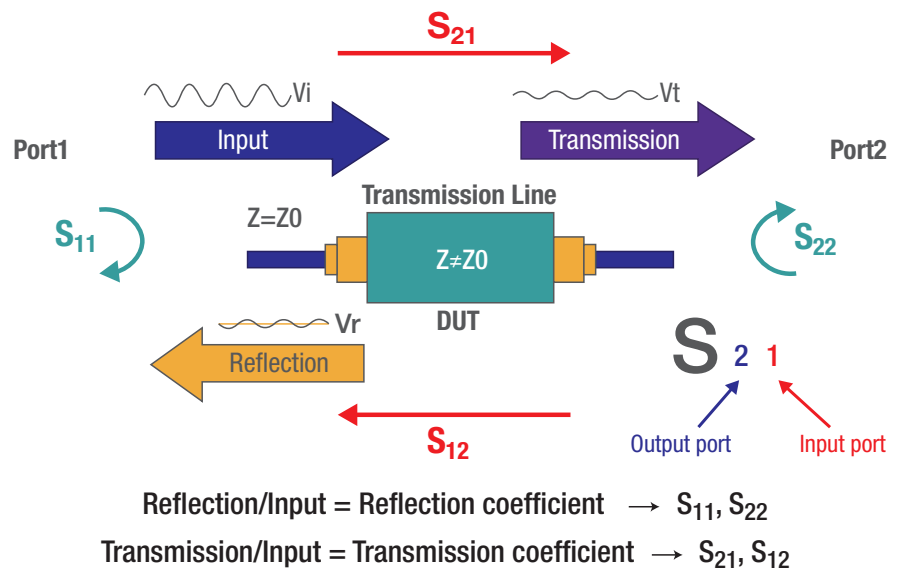 S21
Vi
Vt
Input
Transmission
Port1
Port2
Transmission Line
Z=Z0
S11
Z≠Z0
S22
DUT
Vr
Reflection
S 2 1
S12
Output port
Input port
Reflection/Input = Reflection coefficient → S11, S22
Transmission/Input = Transmission coefficient → S21, S12